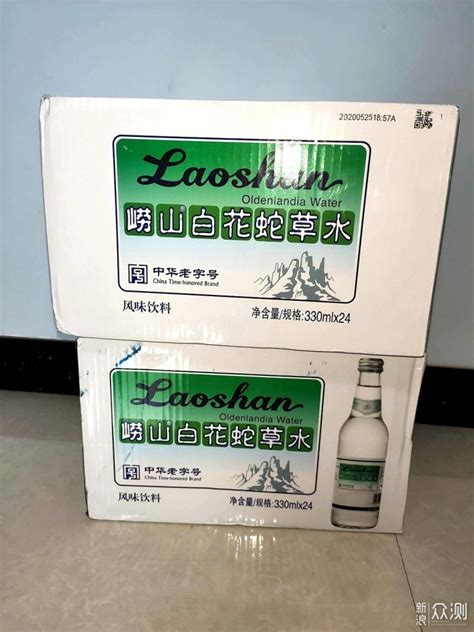 2020052518:57A
Laoshan
Oldenlandia Water
崂山白花蛇草水
中华老字号
China Time-honored Brand
风味饮料
净含量/规格:330mlx24
Laoshan
Oldenlandia Water
崂山白花蛇草水
中华老字号
China Time-honored Brand
风味饮料
净含量/规格:330mlx24
Laoshan
新浪众测